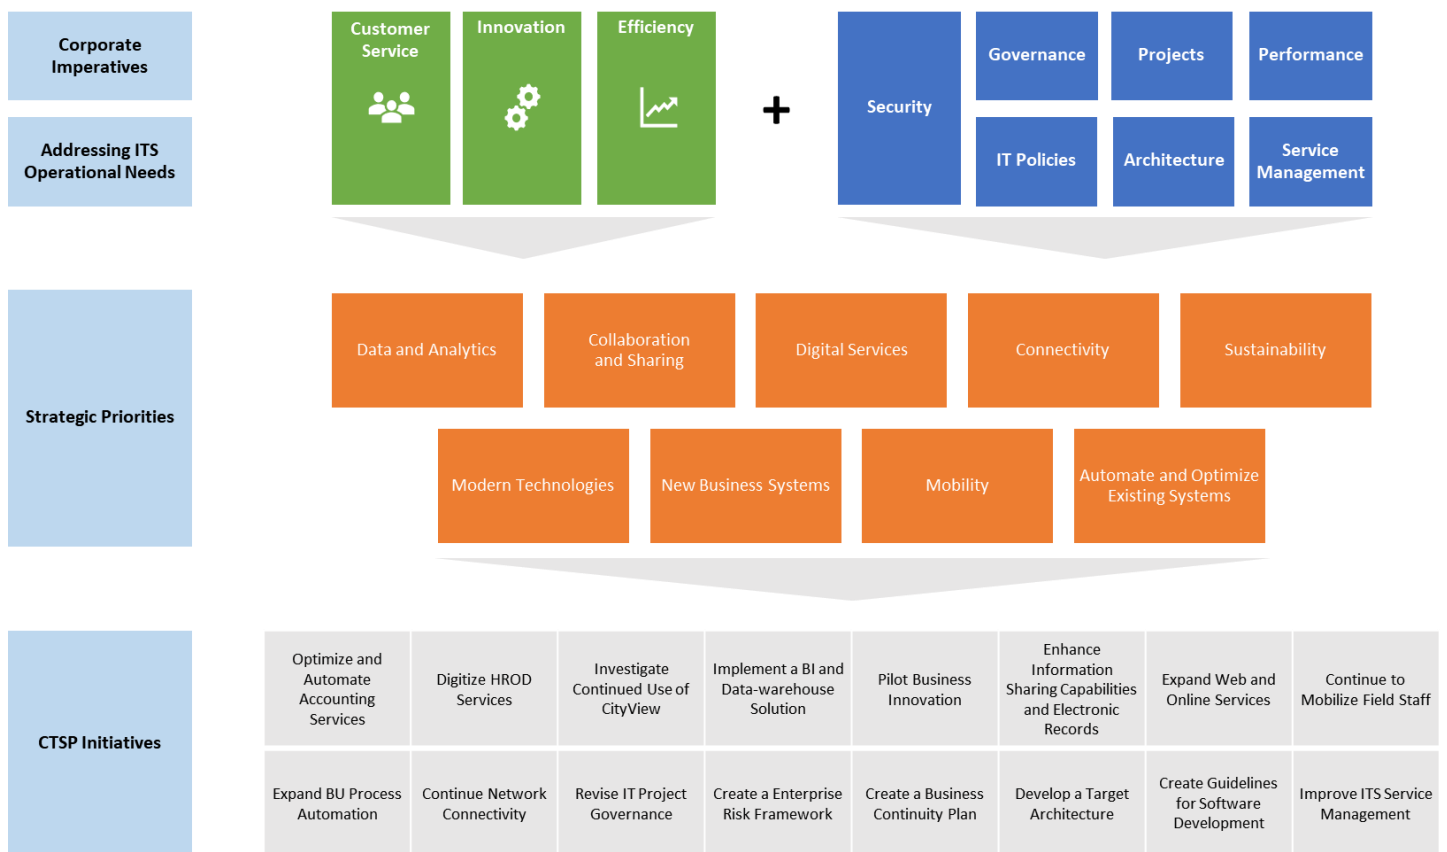 Corporate
Imperatives
Addressing ITS
Operational Needs
Customer
Service
Innovation
Efficiency
+
Security
Governance
Projects
Performance
IT Policies
Architecture
Service
Management
Strategic Priorities
Data and Analytics
Collaboration
and Sharing
Digital Services
Connectivity
Sustainability
Modern Technologies
New Business Systems
Mobility
Automate and Optimize
Existing Systems
CTSP Initiatives
Optimize and
Automate
Accounting
Services
Digitize HROD
Services
Investigate
Continued Use of
CityView
Implement a BI and
Data-warehouse
Solution
Pilot Business
Innovation
Enhance
Information
Sharing Capabilities
and Electronic
Records
Expand Web and
Online Services
Continue to
Mobilize Field Staff
Expand BU Process
Automation
Continue Network
Connectivity
Revise IT Project
Governance
Create a Enterprise
Risk Framework
Create a Business
Continuity Plan
Develop a Target
Architecture
Create Guidelines
for Software
Development
Improve ITS Service
Management